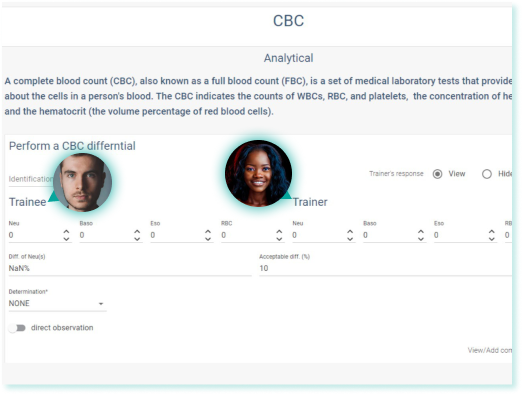 CBC
Analytical
A complete blood count (CBC), also known as a full blood count (FBC), is a set of medical laboratory tests that provide
about the cells in a person's blood. The CBC indicates the counts of WBCs, RBC, and platelets, the concentration of he
and the hematocrit (the volume percentage of red blood cells).
Perform a CBC differntial
Identification
Trainer's response View Hide
Trainee Trainer
Neu Baso Eso RBC Neu Baso Eso RB
0 0 0 0 0 0 0 0
Diff. of Neu(s) Acceptable diff. (%)
NaN% 10
Determination*
NONE
direct observation
View/Add com